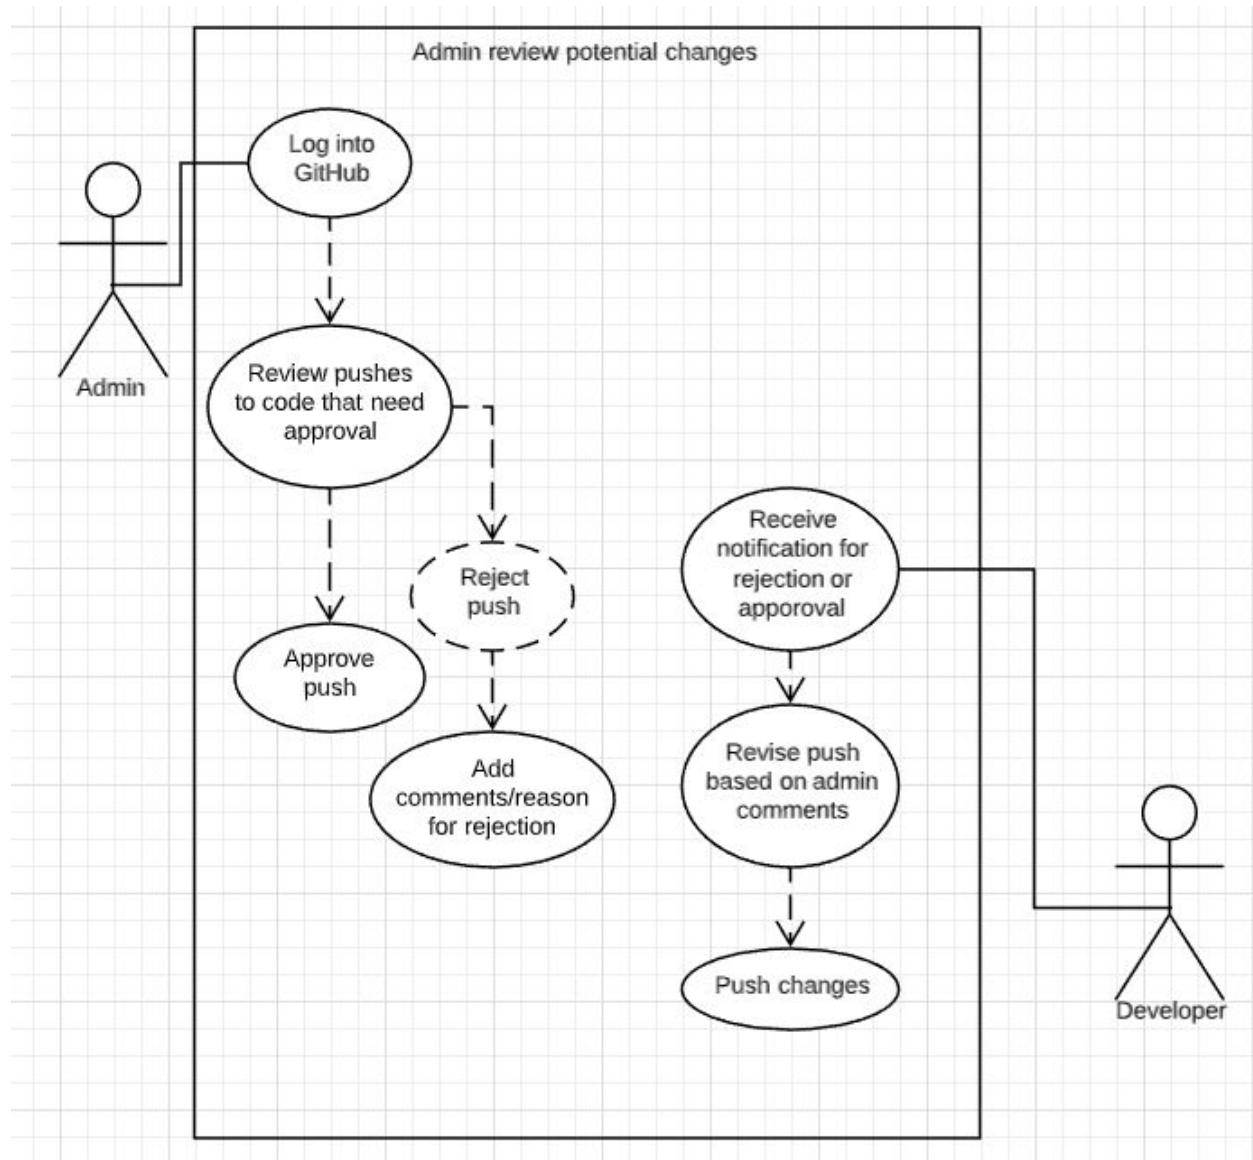 Admin review potential changes
Log into
GitHub
Admin
Review pushes
to code that need
approval
Reject
push
Approve
push
Add
comments/reason
for rejection
Receive
notification for
rejection or
apporoval
Revise push
based on admin
comments
Push changes
Developer